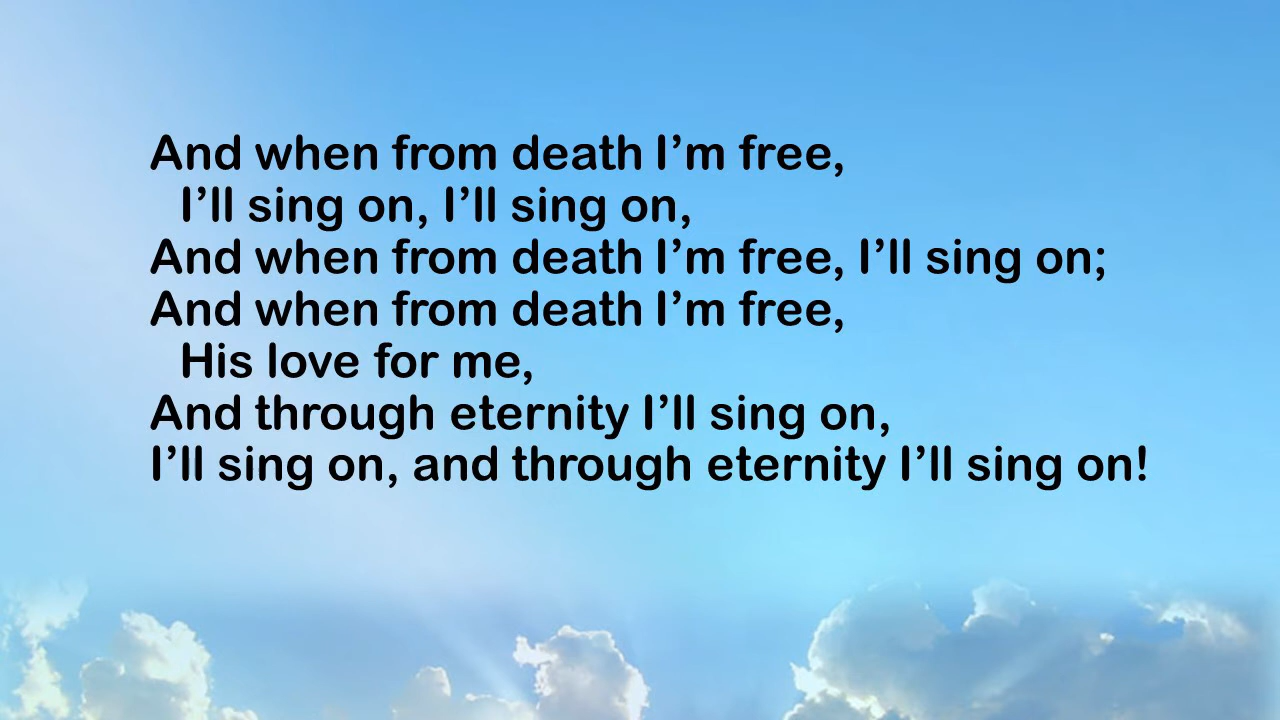 And when from death I’m free,
I’ll sing on, I’ll sing on,
And when from death I’m free, I’ll sing on;
And when from death I’m free,
His love for me,
And through eternity I’ll sing on,
I’ll sing on, and through eternity I’ll sing on!